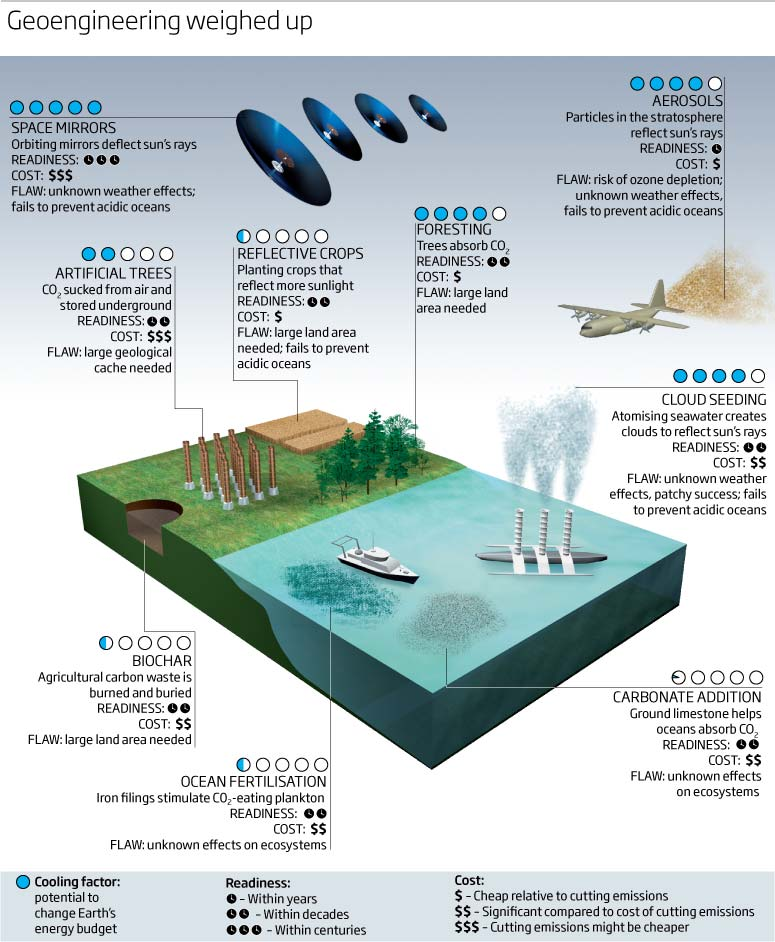 Geoengineering weighed up
SPACE MIRRORS
Orbiting mirrors deflect sun's rays
READINESS:
COST: $$$
FLAW: unknown weather effects;
fails to prevent acidic oceans
AEROSOLS
Particles in the stratosphere
reflect sun's rays
READINESS:
COST: $
FLAW: risk of ozone depletion;
unknown weather effects,
fails to prevent acidic oceans
ARTIFICIAL TREES
CO2 sucked from air and
stored underground
READINESS:
COST: $$$
FLAW: large geological
cache needed
REFLECTIVE CROPS
Planting crops that
reflect more sunlight
READINESS:
COST: $
FLAW: large land area
needed; fails to prevent
acidic oceans
FORESTING
Trees absorb CO2
READINESS:
COST: $
FLAW: large land
area needed
CLOUD SEEDING
Atomising seawater creates
clouds to reflect sun's rays
READINESS:
COST: $$
FLAW: unknown weather
effects, patchy success; fails
to prevent acidic oceans
BIOCHAR
Agricultural carbon waste is
burned and buried
READINESS:
COST: $$
FLAW: large land area needed
CARBONATE ADDITION
Ground limestone helps
oceans absorb CO2
READINESS:
COST: $$
FLAW: unknown effects
on ecosystems
OCEAN FERTILISATION
Iron filings stimulate CO2-eating plankton
READINESS:
COST: $$
FLAW: unknown effects on ecosystems
Cooling factor:
potential to
change Earth's
energy budget
Readiness:
– Within years
– Within decades
– Within centuries
Cost:
$ – Cheap relative to cutting emissions
$$ – Significant compared to cost of cutting emissions
$$$ – Cutting emissions might be cheaper